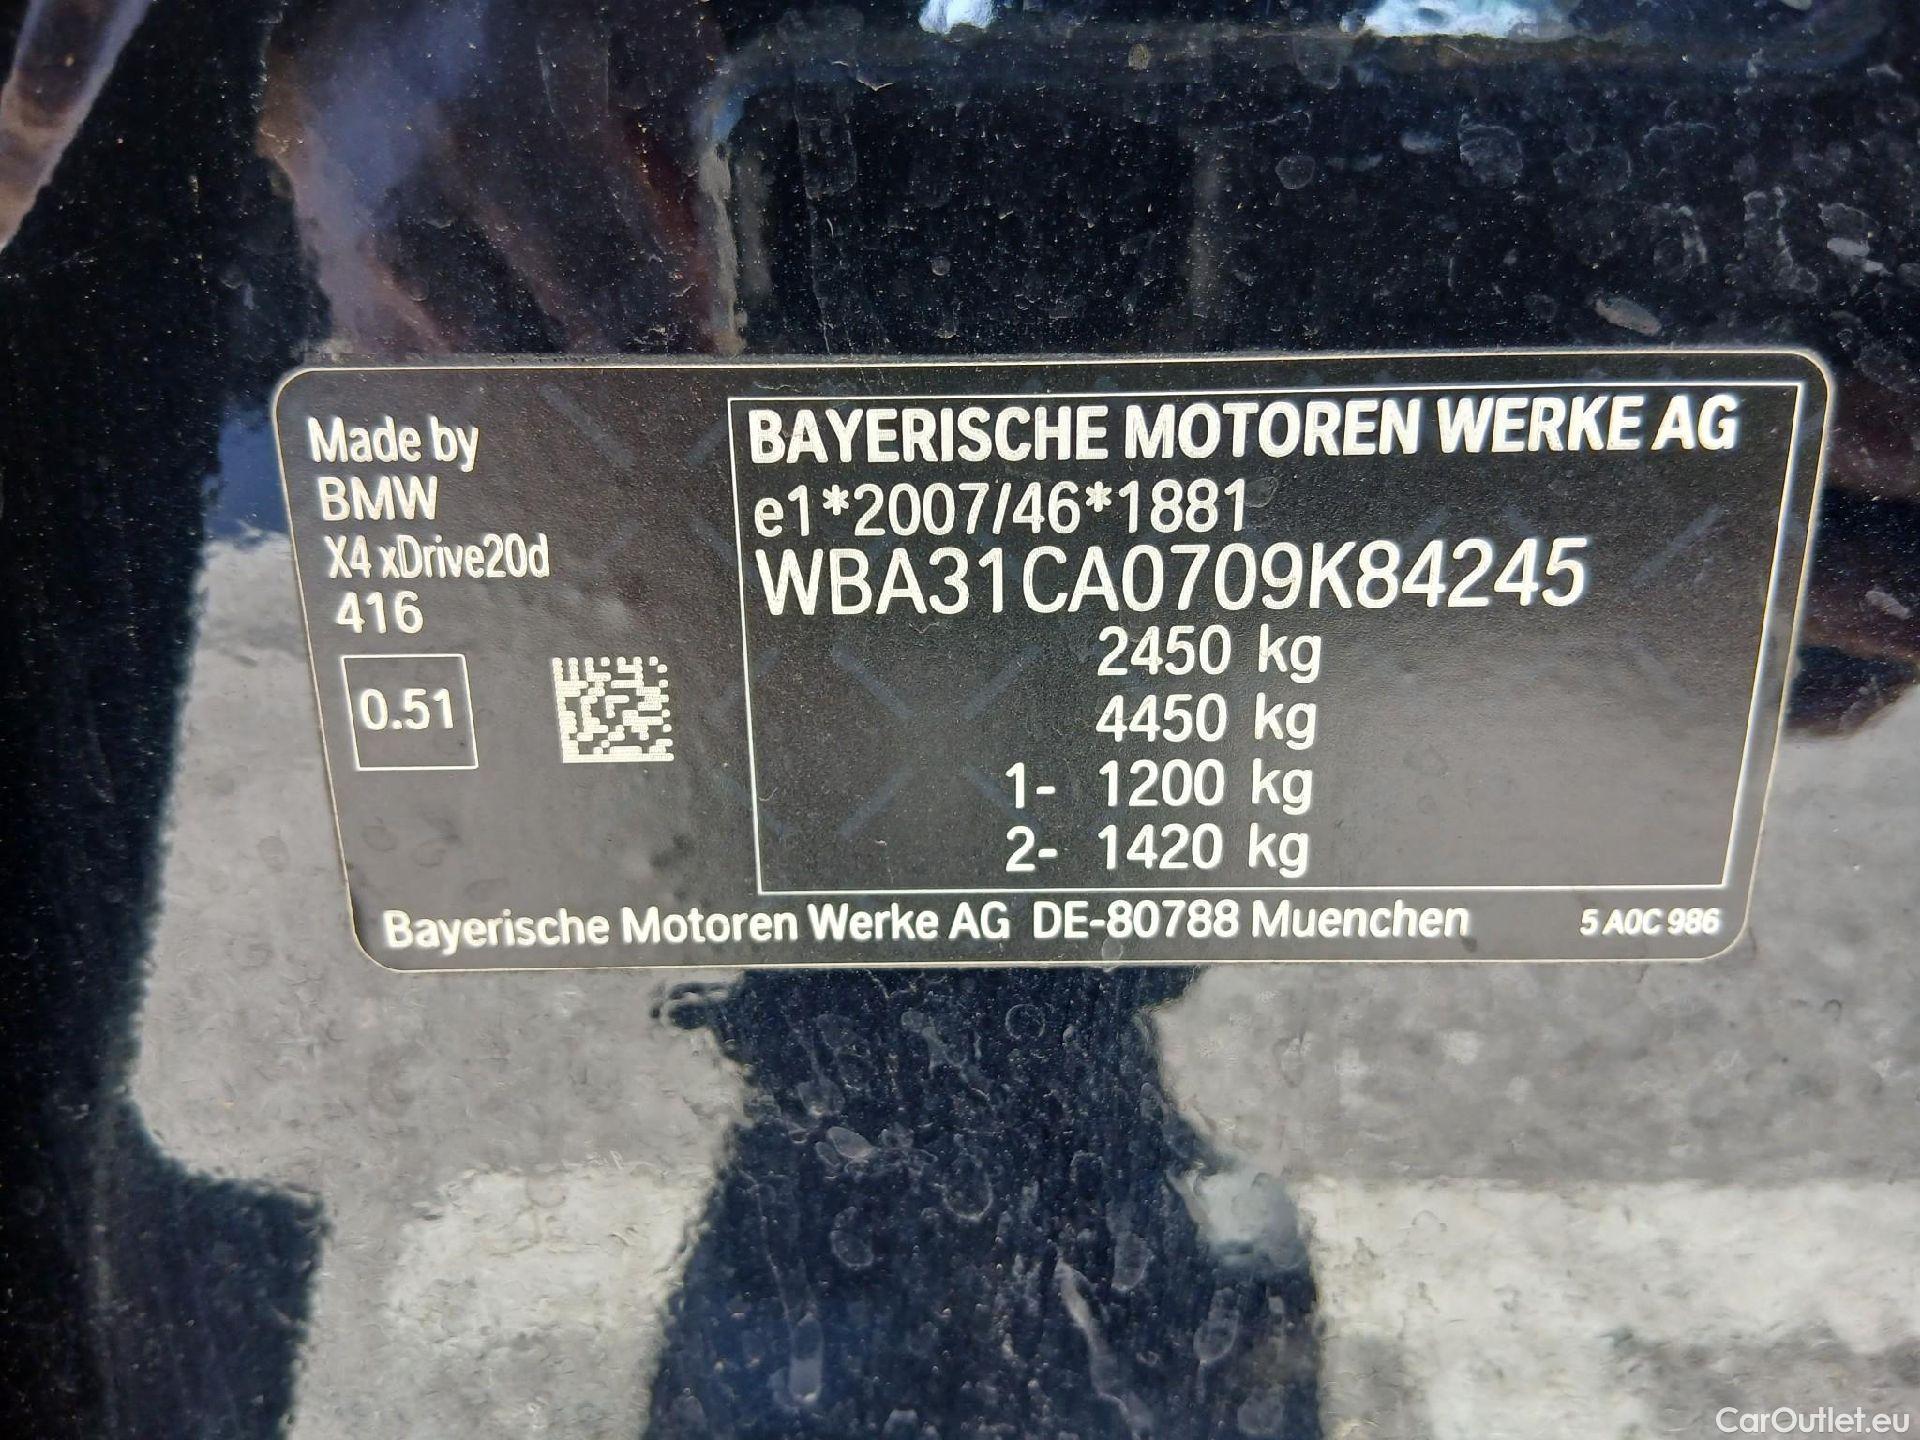 Made by
BMW
X4 xDrive20d
416
0.51
BAYERISCHE MOTOREN WERKE AG
e1*2007/46*1881
WBA31CA0709K84245
2450 kg
4450 kg
1- 1200 kg
2- 1420 kg
Bayerische Motoren Werke AG DE-80788 Muenchen
5 A0C 986
CarOutlet.eu